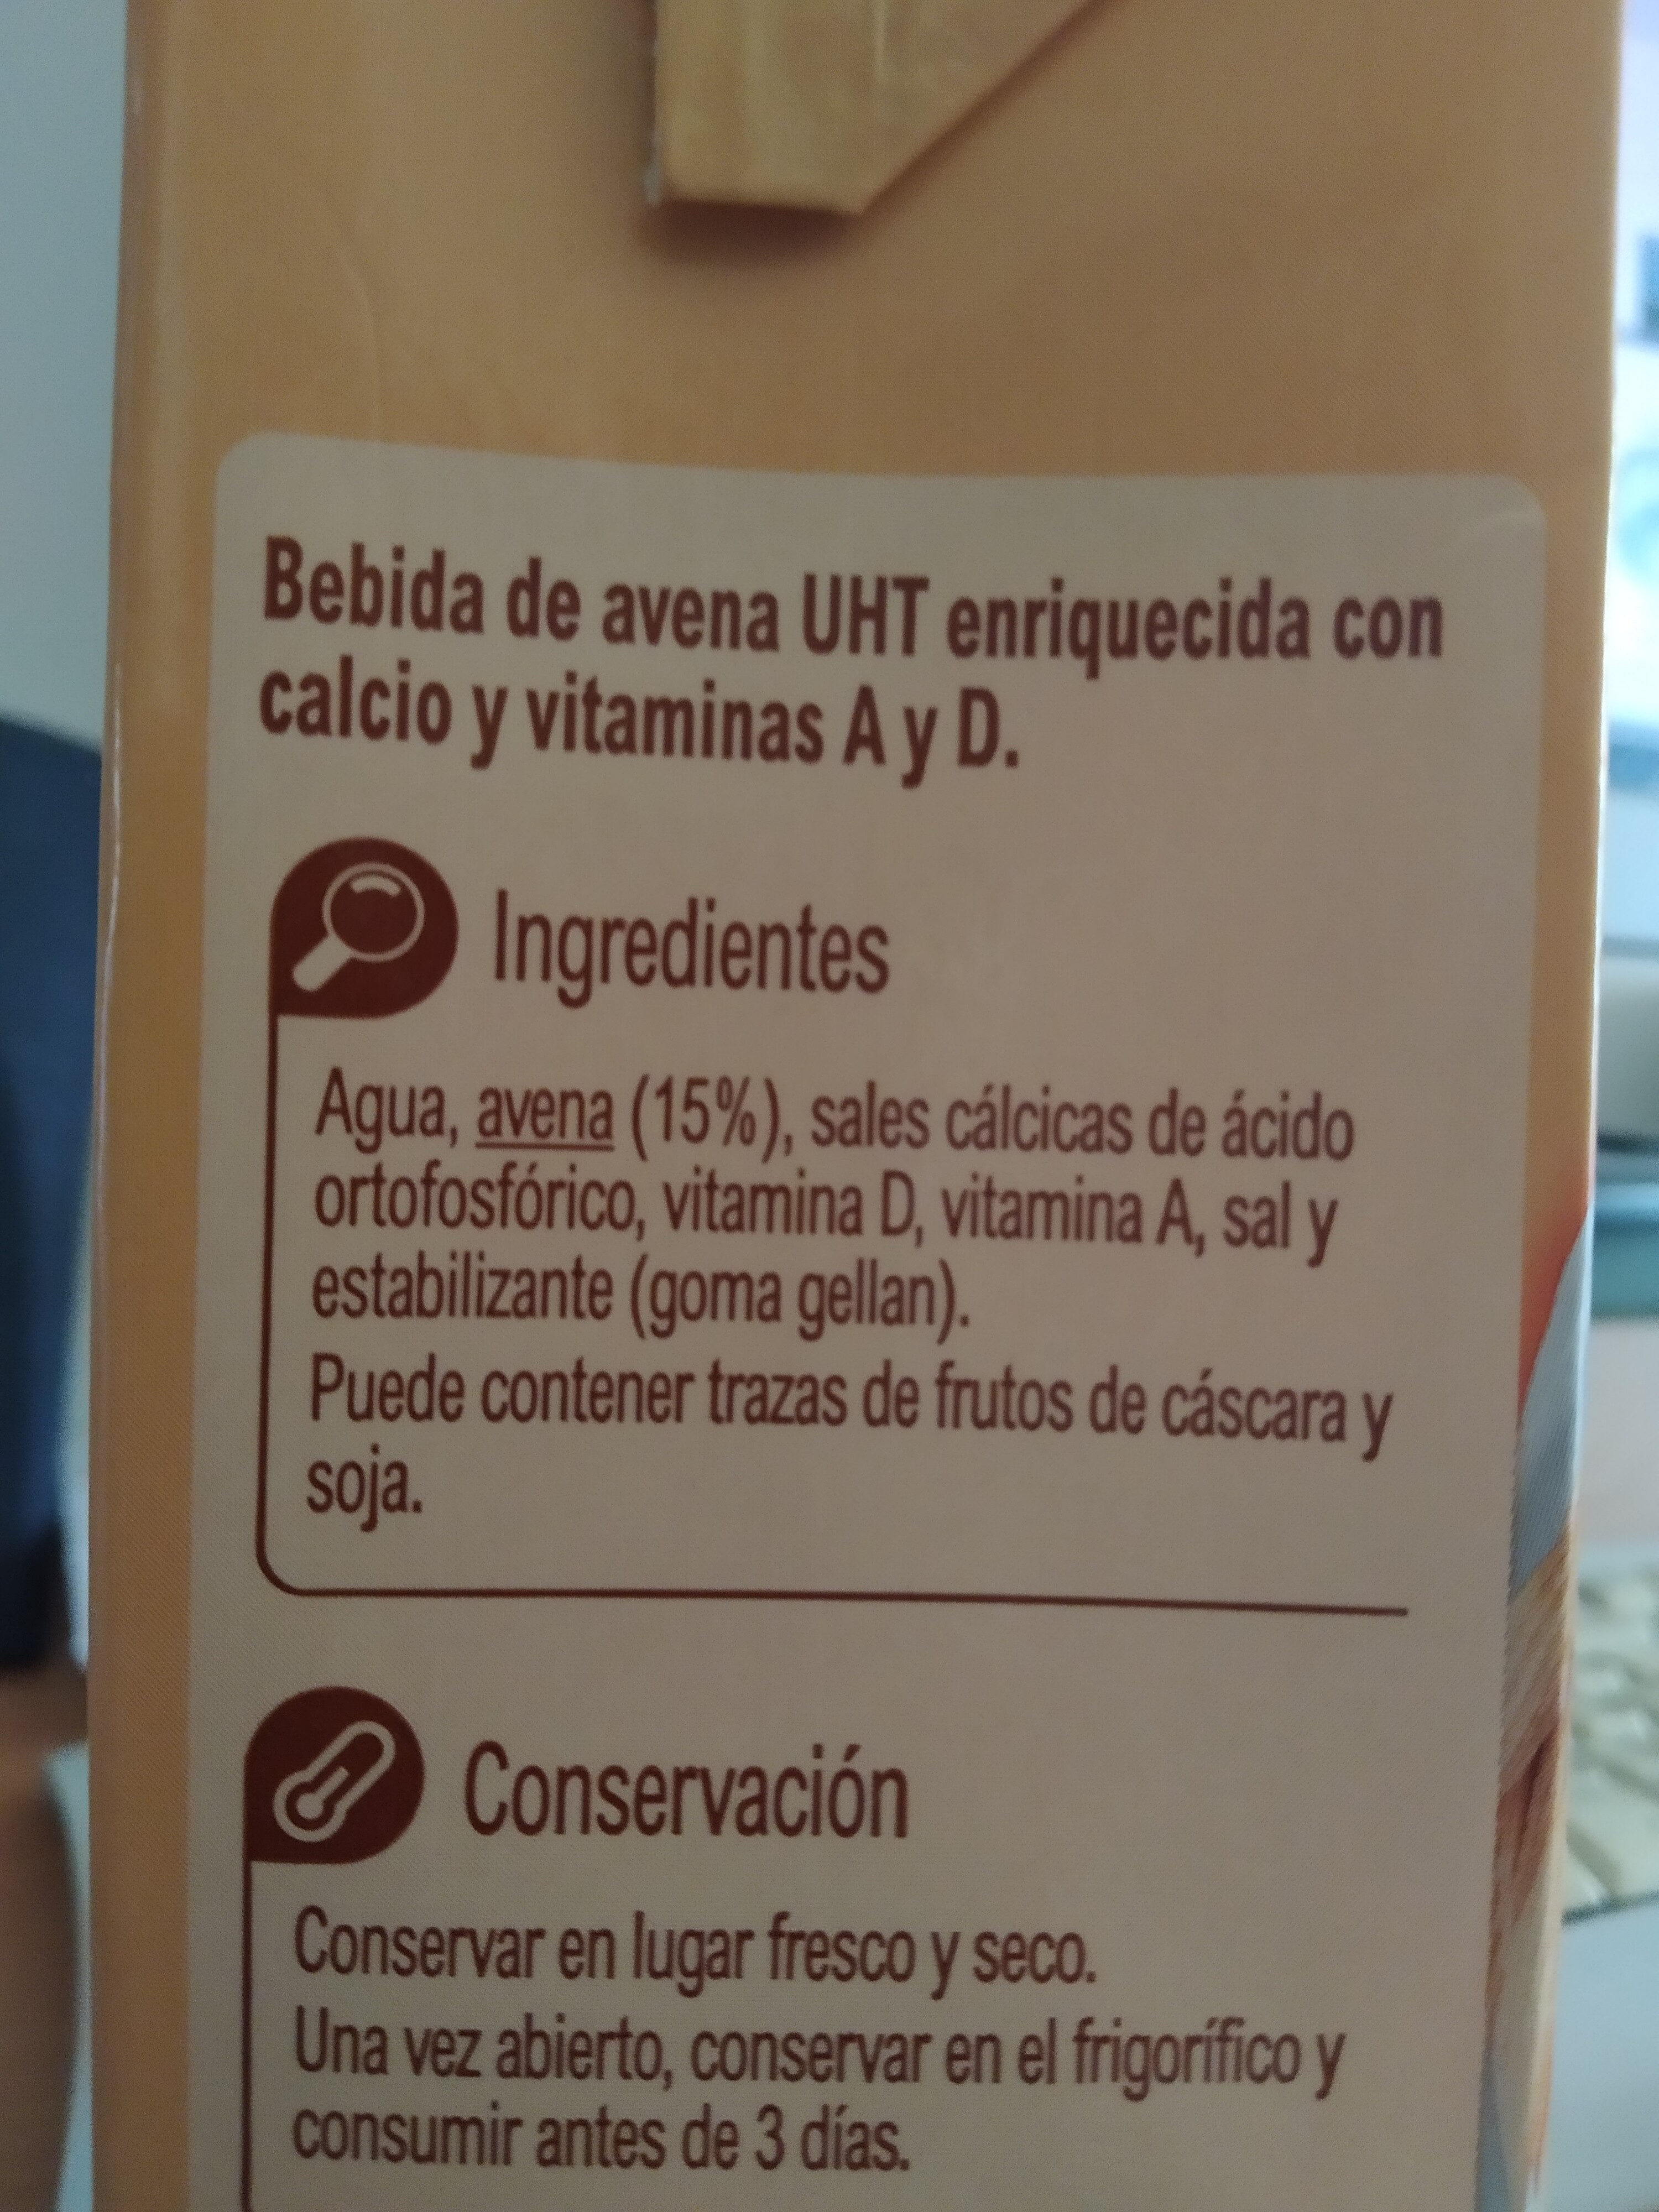 Bebida de avena UHT enriquecida con
calcio y vitaminas A y D.
Ingredientes
Agua, avena (15%), sales cálcicas de ácido
ortofosfórico, vitamina D, vitamina A, sal y
estabilizante (goma gellan).
Puede contener trazas de frutos de cáscara y
soja.
Conservación
Conservar en lugar fresco y seco.
Una vez abierto, conservar en el frigorífico y
consumir antes de 3 días.